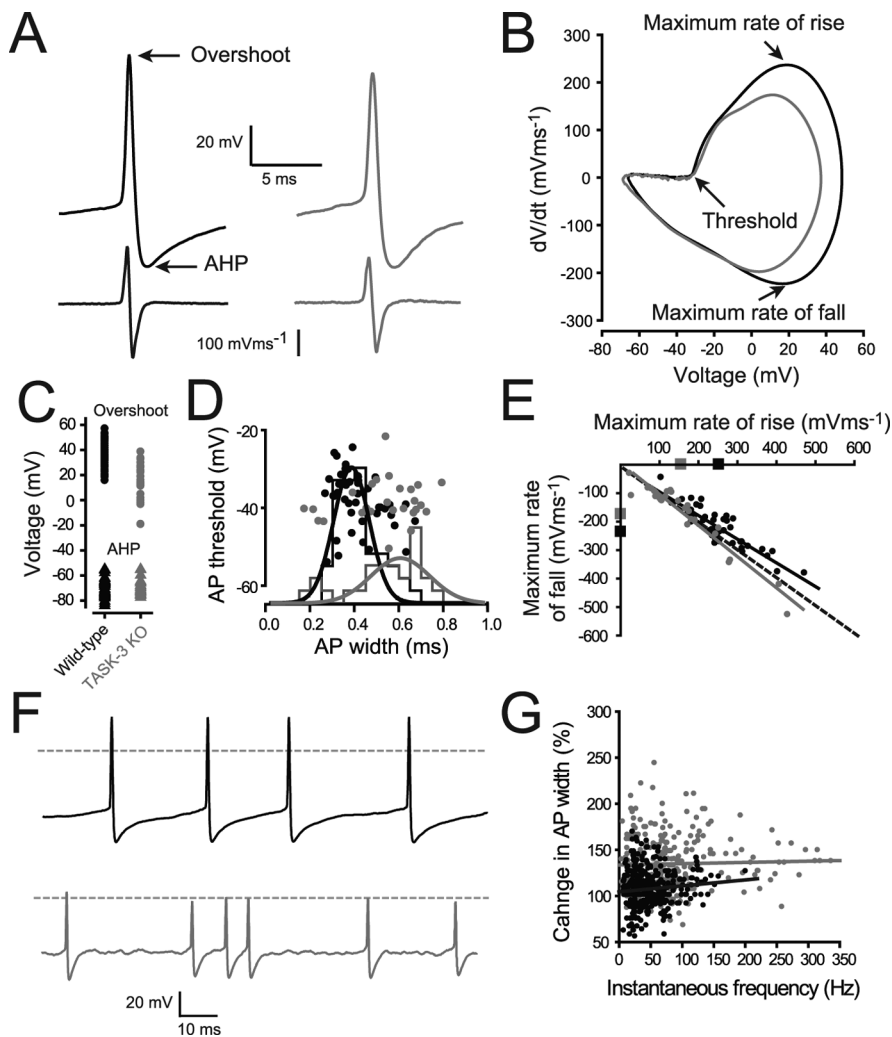 A
Overshoot
20 mV
5 ms
AHP
100 mVms-1
B
Maximum rate of rise
300
200
100
0
-100
-200
-300
dV/dt (mVms-1)
Threshold
Maximum rate of fall
-80 -60 -40 -20 0 20 40 60
Voltage (mV)
C
Overshoot
60
40
20
0
-20
-40
-60
-80
Voltage (mV)
AHP
Wild-type
TASK-3 KO
D
-20
-40
-60
AP threshold (mV)
0.0 0.2 0.4 0.6 0.8 1.0
AP width (ms)
E
Maximum rate of rise (mVms-1)
100 200 300 400 500 600
-100
-200
-300
-400
-500
-600
Maximum rate
of fall (mVms-1)
F
20 mV
10 ms
G
300
250
200
150
100
50
Cahnge in AP width (%)
0 50 100 150 200 250 300 350
Instantaneous frequency (Hz)